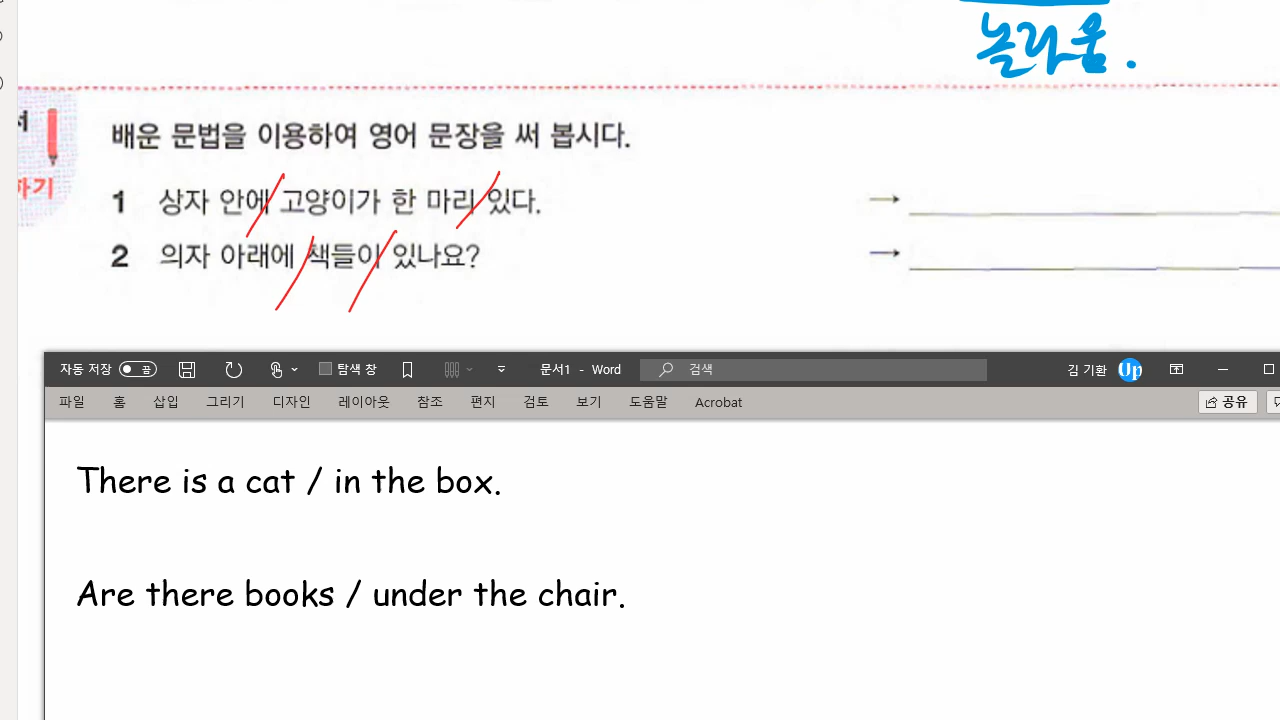 놀라움.
배운 문법을 이용하여 영어 문장을 써 봅시다.
하기
1 상자 안에 고양이가 한 마리 있다. →
2 의자 아래에 책들이 있나요? →
자동 저장 끔 탐색 창 문서1 - Word 검색 김 기환 Up
파일 홈 삽입 그리기 디자인 레이아웃 참조 편지 검토 보기 도움말 Acrobat 공유
There is a cat / in the box.
Are there books / under the chair.